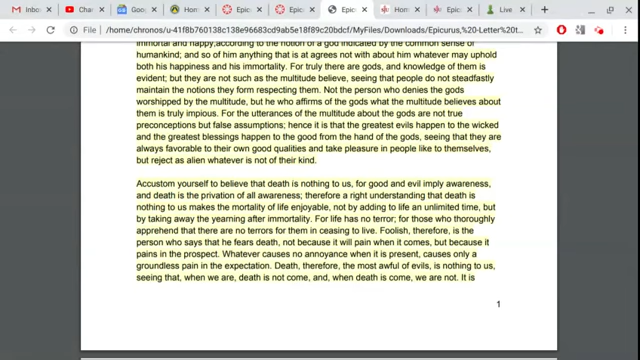 Inbox
Chan
Goo
Hom
Epicu
Epicu
Epic
Hom
Epicu
Live
File | /home/chronos/u-41f8b760138c3396bd5e18f89c20bdcf/MyFiles/Downloads/Epicurus,%20-Letter%20t...
immortal and happy,according to the notion of a god indicated by the common sense of
humankind; and so of him anything that is at agrees not with about him whatever may uphold
both his happiness and his immortality. For truly there are gods, and knowledge of them is
evident; but they are not such as the multitude believe, seeing that people do not steadfastly
maintain the notions they form respecting them. Not the person who denies the gods
worshipped by the multitude, but he who affirms of the gods what the multitude believes about
them is truly impious. For the utterances of the multitude about the gods are not true
preconceptions but false assumptions; hence it is that the greatest evils happen to the wicked
and the greatest blessings happen to the good from the hand of the gods, seeing that they are
always favorable to their own good qualities and take pleasure in people like to themselves,
but reject as alien whatever is not of their kind.
Accustom yourself to believe that death is nothing to us, for good and evil imply awareness,
and death is the privation of all awareness; therefore a right understanding that death is
nothing to us makes the mortality of life enjoyable, not by adding to life an unlimited time, but
by taking away the yearning after immortality. For life has no terror; for those who thoroughly
apprehend that there are no terrors for them in ceasing to live. Foolish, therefore, is the
person who says that he fears death, not because it will pain when it comes, but because it
pains in the prospect. Whatever causes no annoyance when it is present, causes only a
groundless pain in the expectation. Death, therefore, the most awful of evils, is nothing to us,
seeing that, when we are, death is not come, and, when death is come, we are not. It is
1